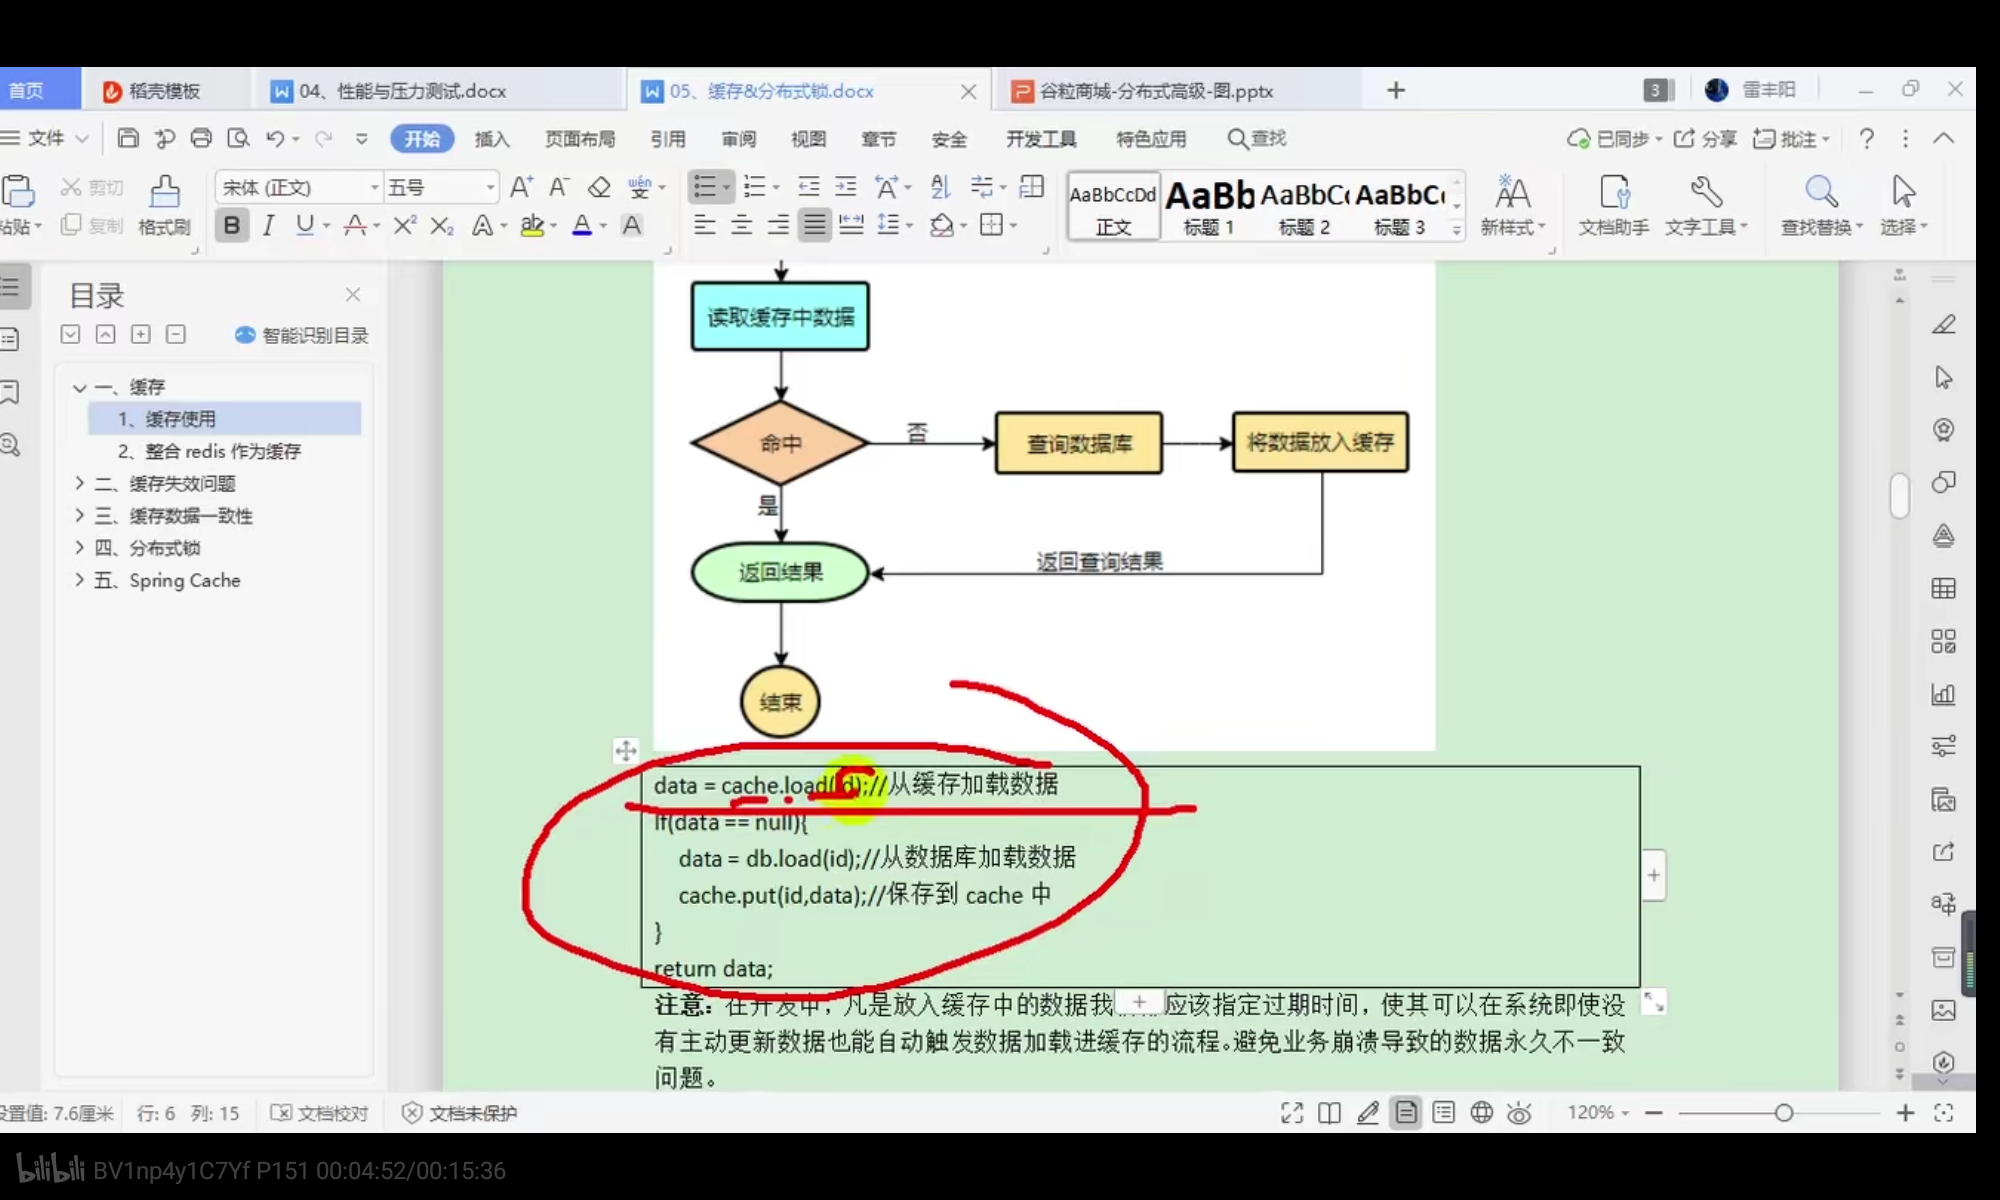 首页 稻壳模板 04、性能与压力测试.docx 05、缓存&分布式锁.docx 谷粒商城-分布式高级-图.pptx 3 雷丰阳
文件 开始 插入 页面布局 引用 审阅 视图 章节 安全 开发工具 特色应用 查找 已同步 分享 批注
剪切 宋体 (正文) 五号 AaBbCcDd AaBb AaBbC AaBbC
粘贴 复制 格式刷 正文 标题 1 标题 2 标题 3 新样式 文档助手 文字工具 查找替换 选择
目录
智能识别目录
一、缓存
1、缓存使用
2、整合 redis 作为缓存
二、缓存失效问题
三、缓存数据一致性
四、分布式锁
五、Spring Cache
读取缓存中数据
命中
否
查询数据库
将数据放入缓存
是
返回结果
返回查询结果
结束
data = cache.load(id);//从缓存加载数据
If(data == null){
data = db.load(id);//从数据库加载数据
cache.put(id,data);//保存到 cache 中
}
return data;
注意：在开发中，凡是放入缓存中的数据我 应该指定过期时间，使其可以在系统即使没
有主动更新数据也能自动触发数据加载进缓存的流程。避免业务崩溃导致的数据永久不一致
问题。
设置值: 7.6厘米 行: 6 列: 15 文档校对 文档未保护 120%
bilibili BV1np4y1C7Yf P151 00:04:52/00:15:36